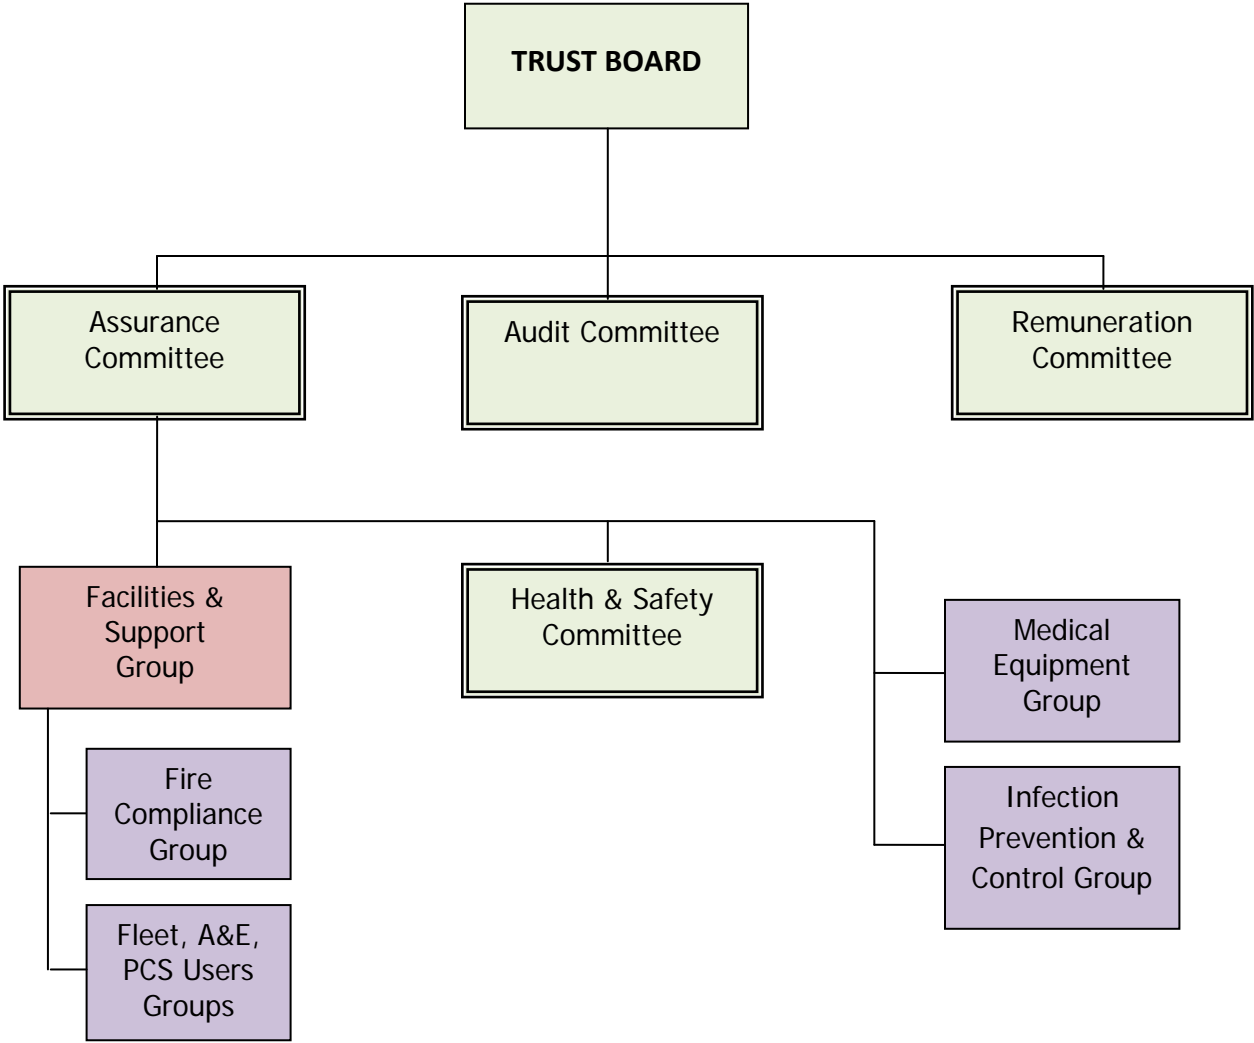 TRUST BOARD
Assurance
Committee
Audit Committee
Remuneration
Committee
Facilities &
Support
Group
Health & Safety
Committee
Medical
Equipment
Group
Fire
Compliance
Group
Infection
Prevention &
Control Group
Fleet, A&E,
PCS Users
Groups